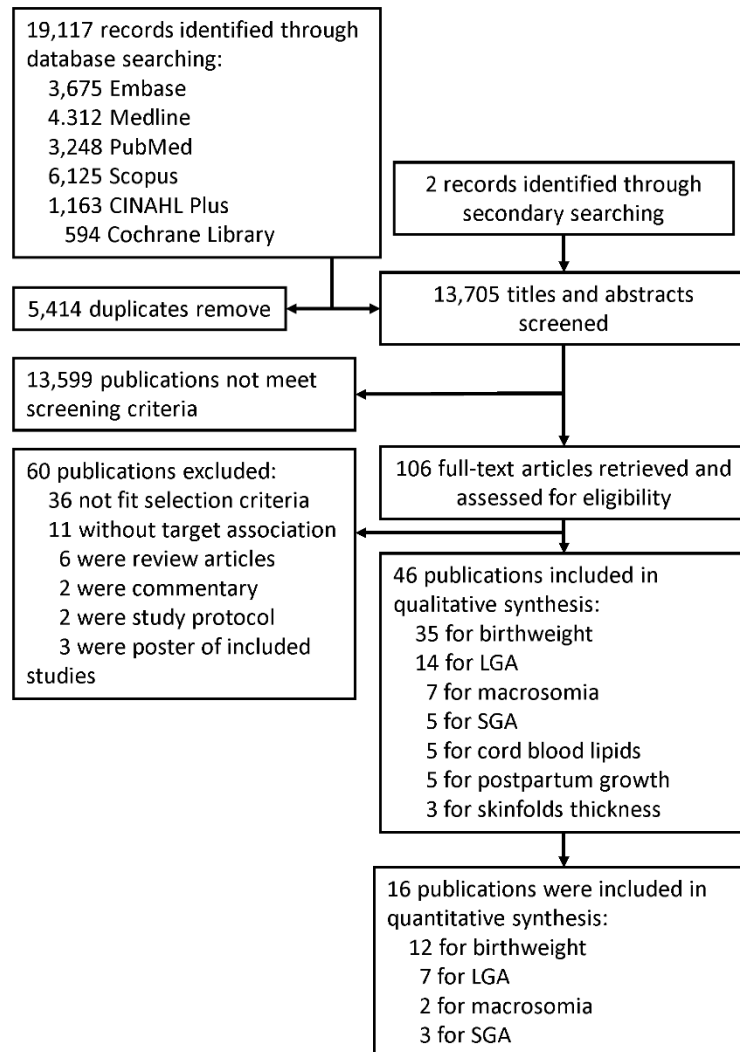 19,117 records identified through
database searching:
3,675 Embase
4.312 Medline
3,248 PubMed
6,125 Scopus
1,163 CINAHL Plus
594 Cochrane Library
2 records identified through
secondary searching
5,414 duplicates remove
13,705 titles and abstracts
screened
13,599 publications not meet
screening criteria
106 full-text articles retrieved and
assessed for eligibility
60 publications excluded:
36 not fit selection criteria
11 without target association
6 were review articles
2 were commentary
2 were study protocol
3 were poster of included
studies
46 publications included in
qualitative synthesis:
35 for birthweight
14 for LGA
7 for macrosomia
5 for SGA
5 for cord blood lipids
5 for postpartum growth
3 for skinfolds thickness
16 publications were included in
quantitative synthesis:
12 for birthweight
7 for LGA
2 for macrosomia
3 for SGA